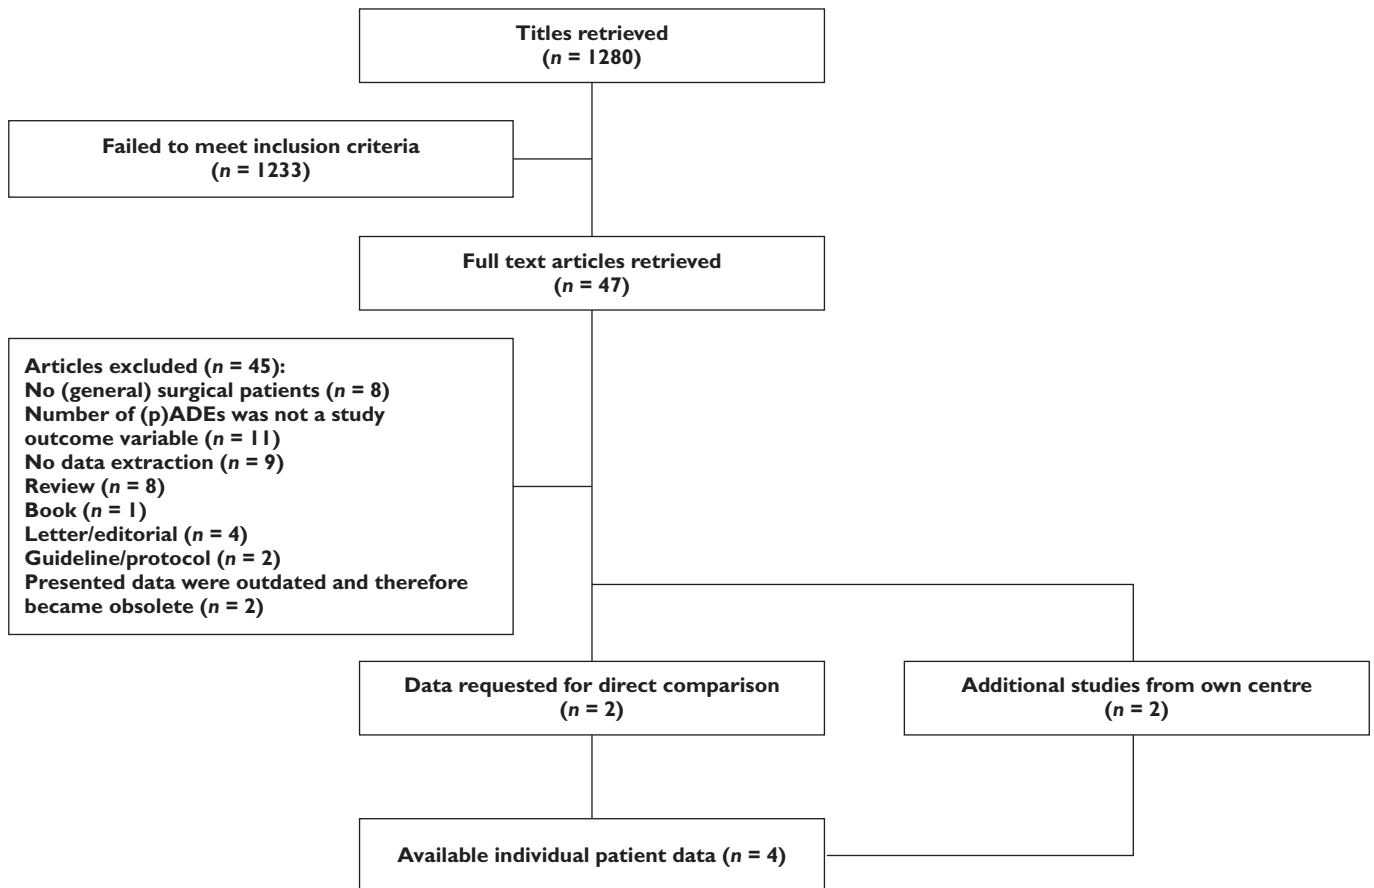 Titles retrieved
(n = 1280)
Failed to meet inclusion criteria
(n = 1233)
Full text articles retrieved
(n = 47)
Articles excluded (n = 45):
No (general) surgical patients (n = 8)
Number of (p)ADEs was not a study
outcome variable (n = 11)
No data extraction (n = 9)
Review (n = 8)
Book (n = 1)
Letter/editorial (n = 4)
Guideline/protocol (n = 2)
Presented data were outdated and therefore
became obsolete (n = 2)
Data requested for direct comparison
(n = 2)
Additional studies from own centre
(n = 2)
Available individual patient data (n = 4)